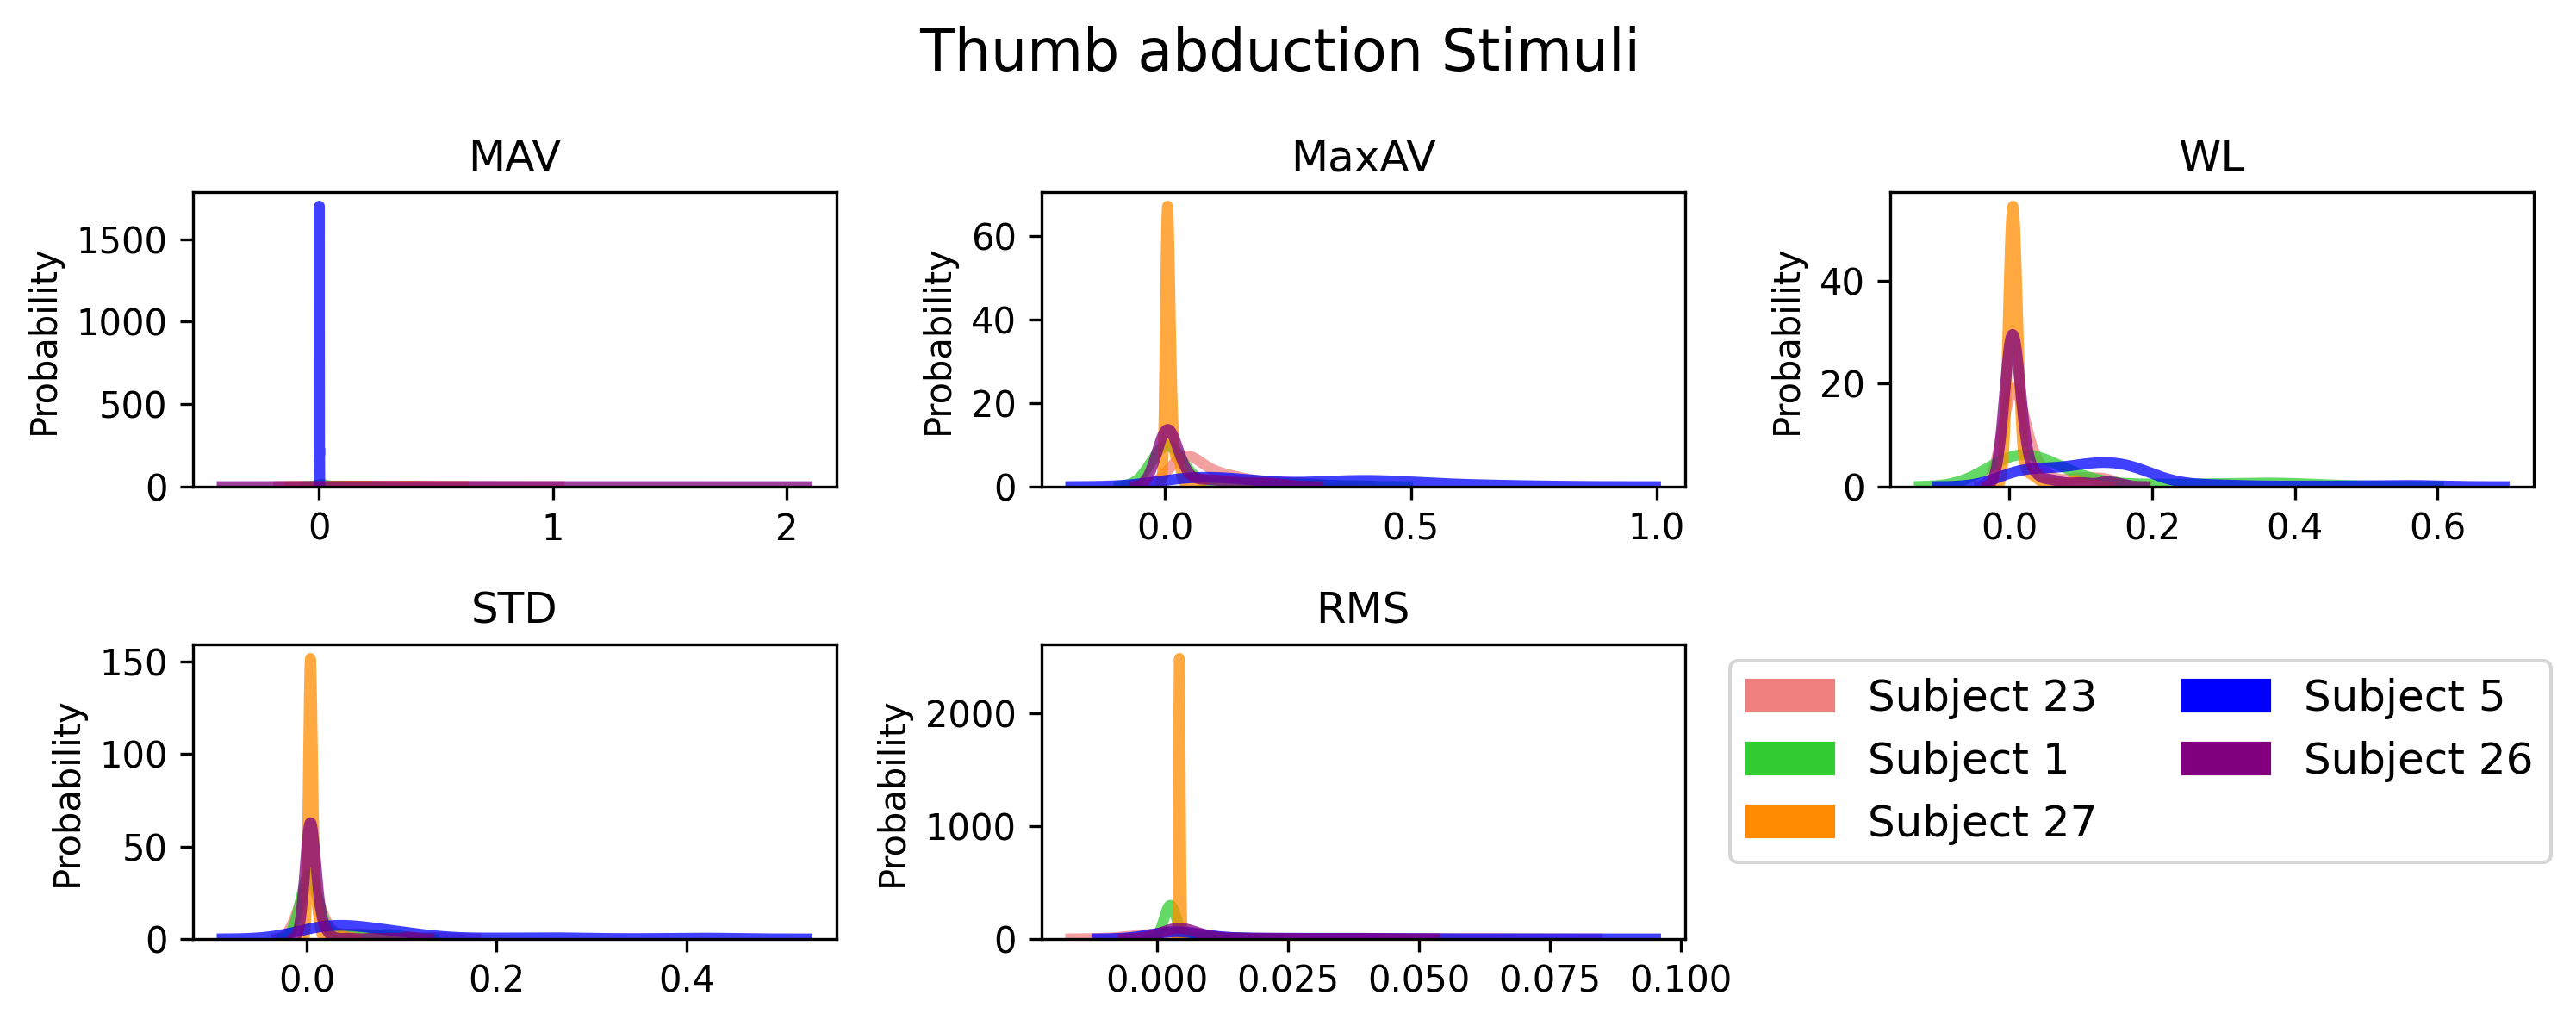 Thumb abduction Stimuli
MAV
Probability
1500
1000
500
0
0 1 2
MaxAV
Probability
60
40
20
0
0.0 0.5 1.0
WL
Probability
40
20
0
0.0 0.2 0.4 0.6
STD
Probability
150
100
50
0
0.0 0.2 0.4
RMS
Probability
2000
1000
0
0.000 0.025 0.050 0.075 0.100
Subject 23
Subject 1
Subject 27
Subject 5
Subject 26